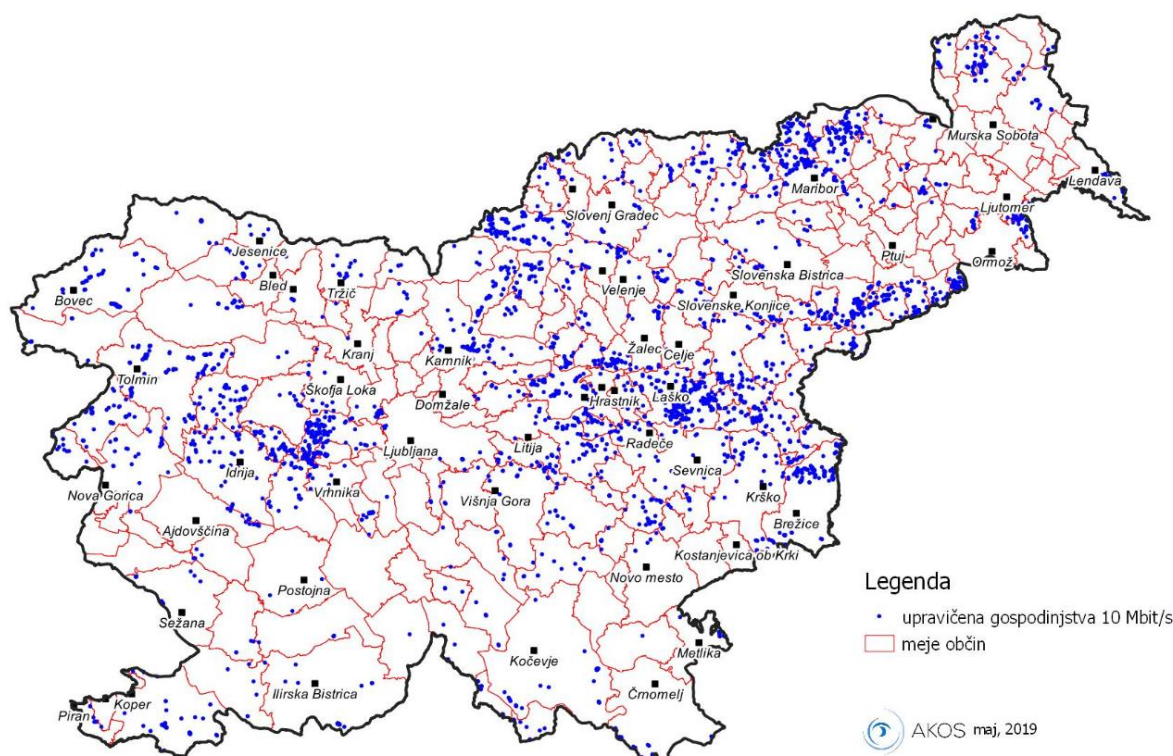 Murska Sobota
Lendava
Maribor
Ljutomer
Slovenj Gradec
Jesenice
Ptuj
Ormož
Bled
Tržič
Velenje
Slovenska Bistrica
Bovec
Slovenske Konjice
Kranj
Kamnik
Žalec
Celje
Tolmin
Škofja Loka
Domžale
Hrastnik
Laško
Ljubljana
Litija
Radeče
Idrija
Sevnica
Nova Gorica
Vrhnika
Višnja Gora
Krško
Ajdovščina
Brežice
Kostanjevica ob Krki
Postojna
Novo mesto
Legenda
upravičena gospodinjstva 10 Mbit/s
meje občin
Sežana
Kočevje
Metlika
Ilirska Bistrica
Črnomelj
Koper
Piran
AKOS maj, 2019